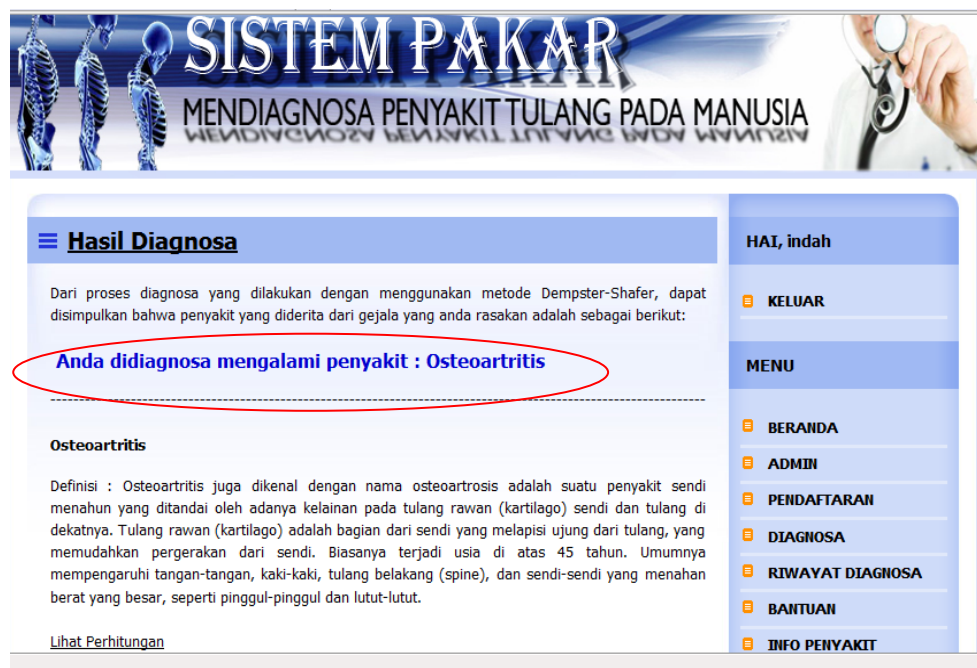 SISTEM PAKAR
MENDIAGNOSA PENYAKIT TULANG PADA MANUSIA
Hasil Diagnosa
Dari proses diagnosa yang dilakukan dengan menggunakan metode Dempster-Shafer, dapat
disimpulkan bahwa penyakit yang diderita dari gejala yang anda rasakan adalah sebagai berikut:
Anda didiagnosa mengalami penyakit : Osteoartritis
Osteoartritis
Definisi : Osteoartritis juga dikenal dengan nama osteoartrosis adalah suatu penyakit sendi
menahun yang ditandai oleh adanya kelainan pada tulang rawan (kartilago) sendi dan tulang di
dekatnya. Tulang rawan (kartilago) adalah bagian dari sendi yang melapisi ujung dari tulang, yang
memudahkan pergerakan dari sendi. Biasanya terjadi usia di atas 45 tahun. Umumnya
mempengaruhi tangan-tangan, kaki-kaki, tulang belakang (spine), dan sendi-sendi yang menahan
berat yang besar, seperti pinggul-pinggul dan lutut-lutut.
Lihat Perhitungan
HAI, indah
KELUAR
MENU
BERANDA
ADMIN
PENDAFTARAN
DIAGNOSA
RIWAYAT DIAGNOSA
BANTUAN
INFO PENYAKIT